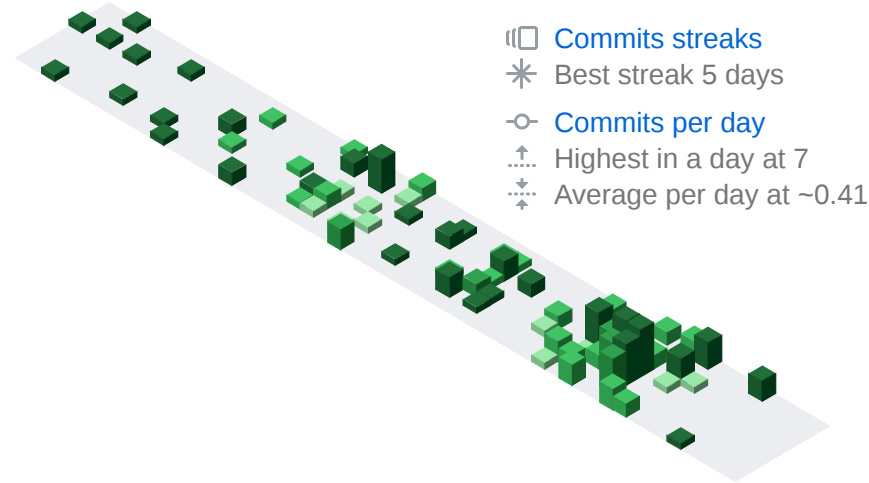 Commits streaks
Best streak 5 days
Commits per day
Highest in a day at 7
Average per day at ~0.41